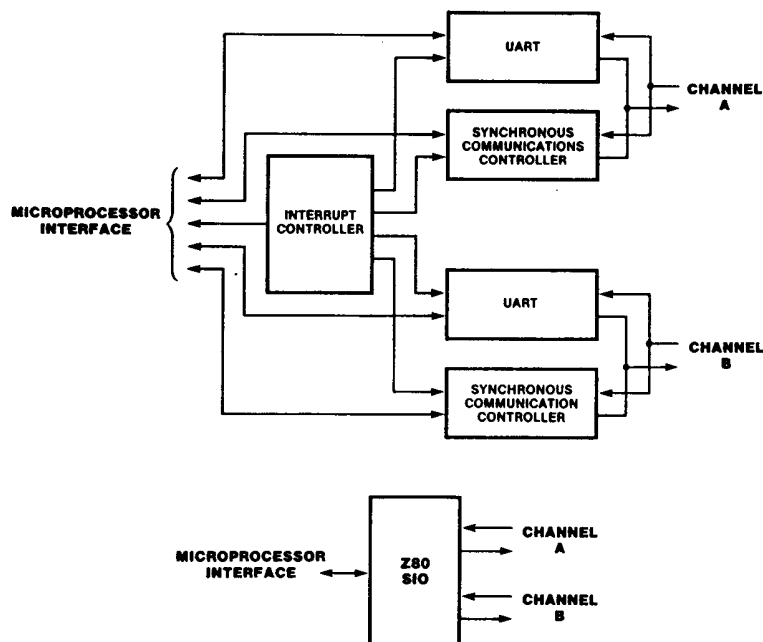 UART
CHANNEL
A
SYNCHRONOUS
COMMUNICATIONS
CONTROLLER
MICROPROCESSOR
INTERFACE
INTERRUPT
CONTROLLER
UART
CHANNEL
B
SYNCHRONOUS
COMMUNICATION
CONTROLLER
MICROPROCESSOR
INTERFACE
Z80
SIO
CHANNEL
A
CHANNEL
B